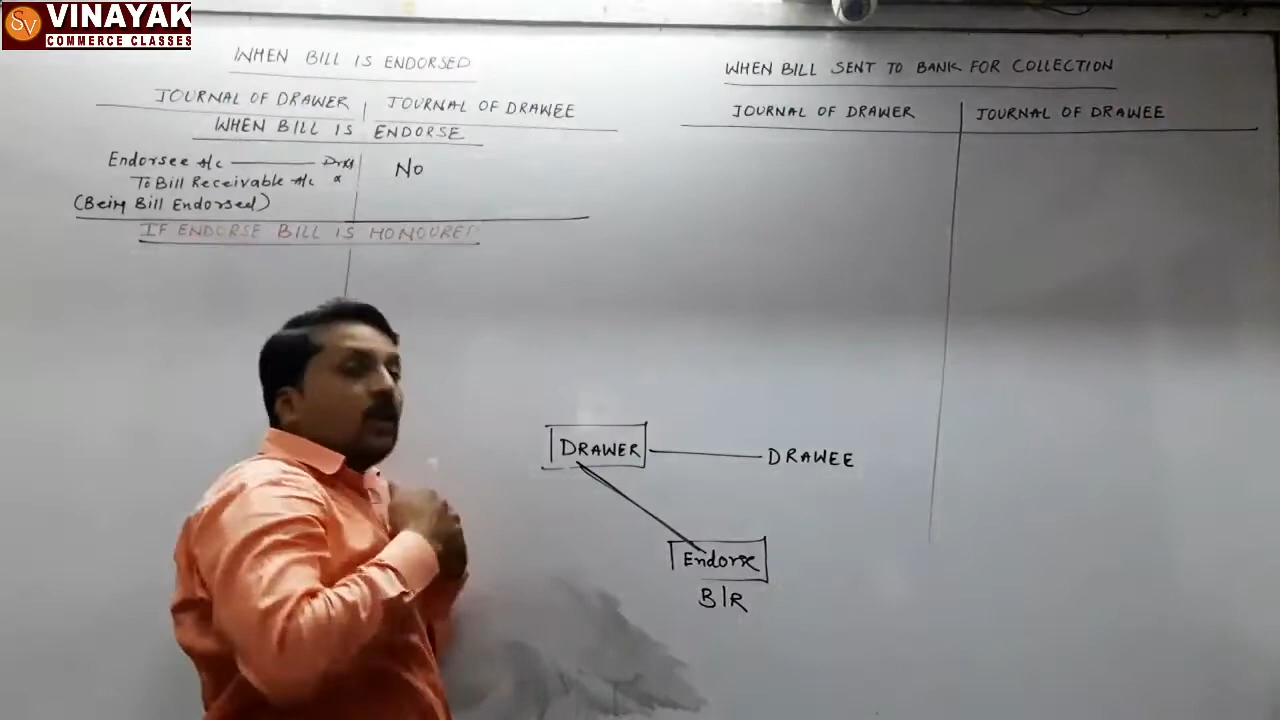 SV VINAYAK
COMMERCE CLASSES
WHEN BILL IS ENDORSED
JOURNAL OF DRAWER JOURNAL OF DRAWEE
WHEN BILL IS ENDORSE
Endorsee A/c Dr
To Bill Receivable A/c
(Being Bill Endorsed)
No
IF ENDORSE BILL IS HONOURED
WHEN BILL SENT TO BANK FOR COLLECTION
JOURNAL OF DRAWER JOURNAL OF DRAWEE
DRAWER DRAWEE
Endorse
B/R